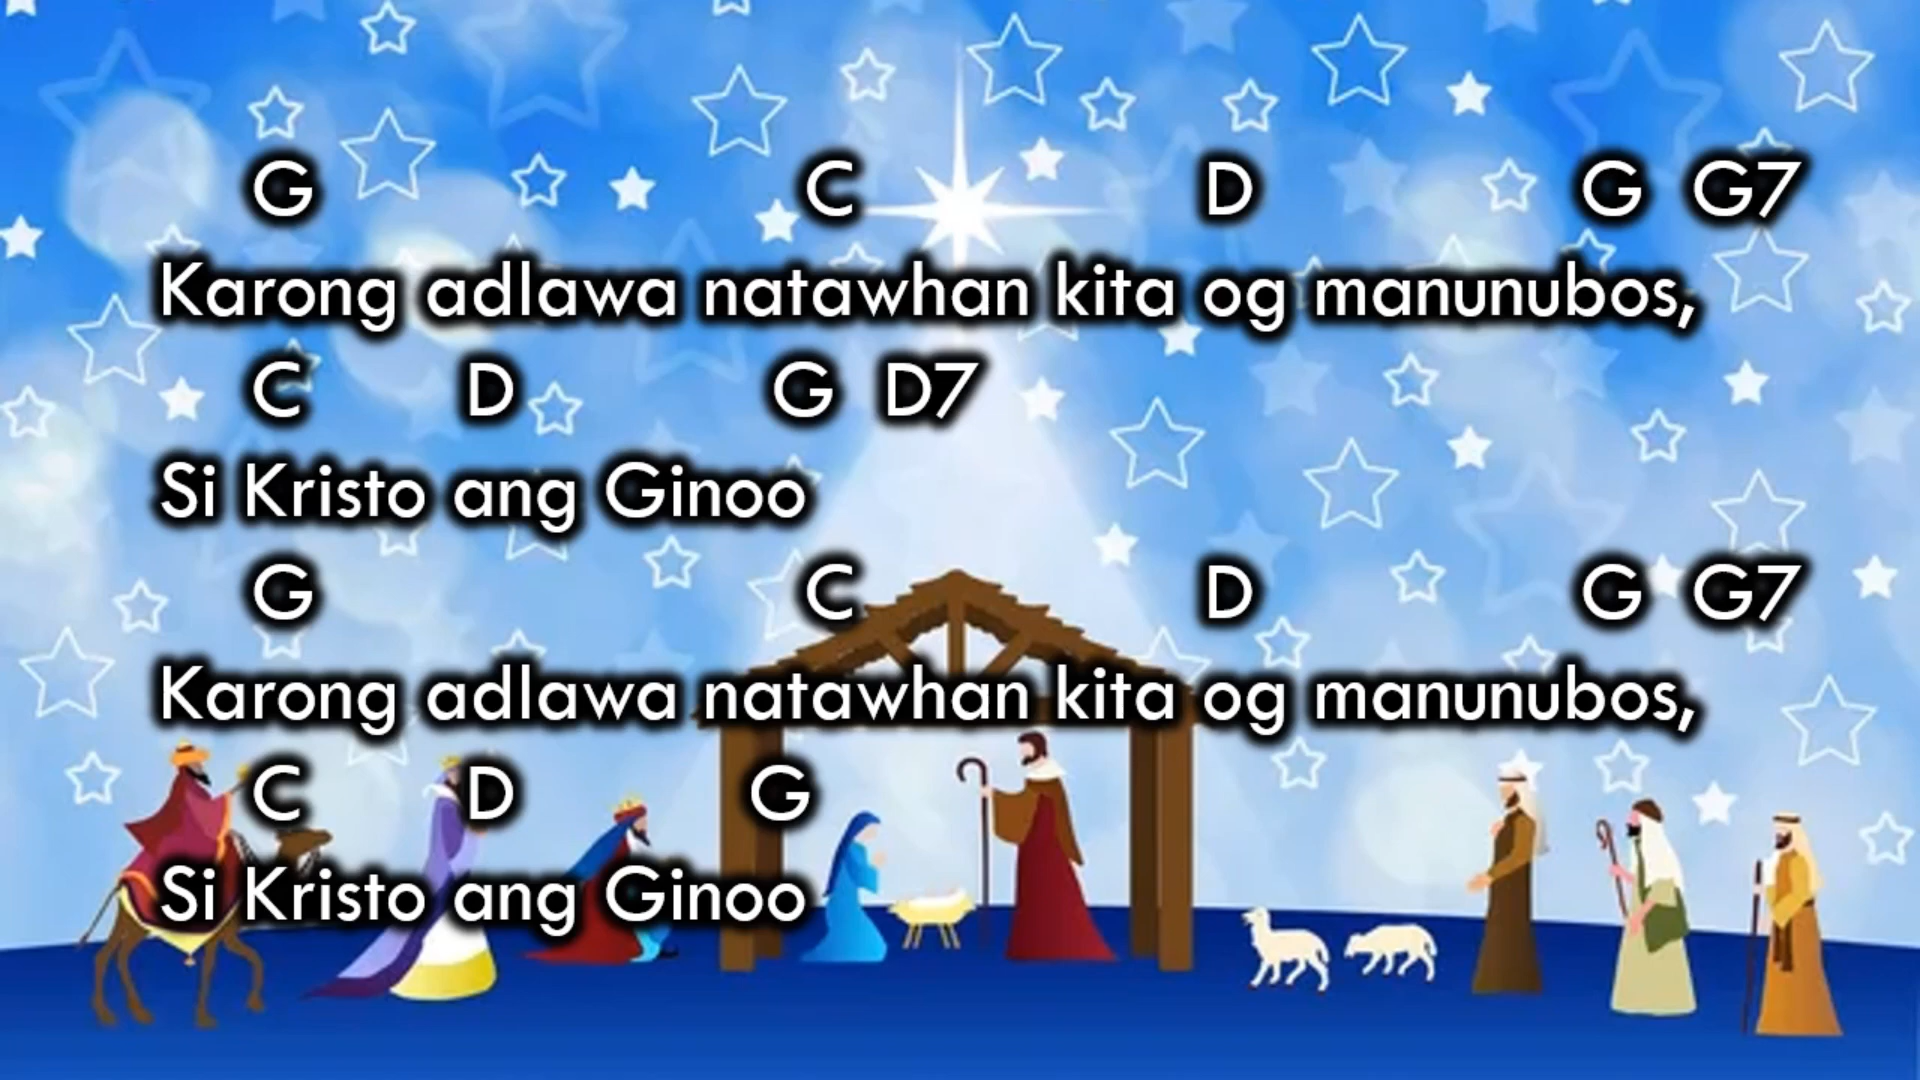 G C D G G7
Karong adlawa natawhan kita og manunubos,
C D G D7
Si Kristo ang Ginoo
G C D G G7
Karong adlawa natawhan kita og manunubos,
C D G
Si Kristo ang Ginoo